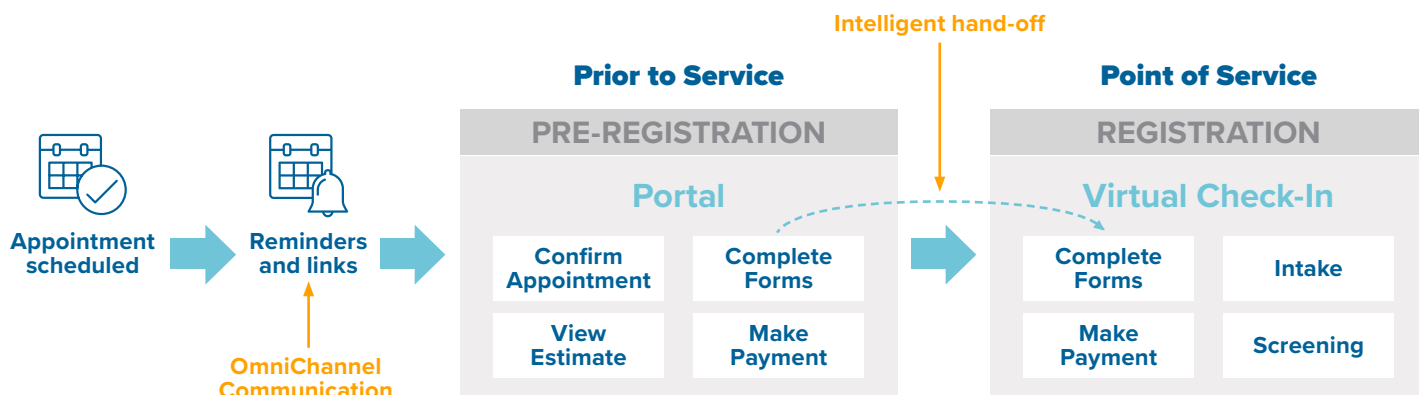 Intelligent hand-off
Prior to Service
Point of Service
PRE-REGISTRATION
REGISTRATION
Appointment
scheduled
Reminders
and links
OmniChannel
Communication
Portal
Confirm
Appointment
Complete
Forms
View
Estimate
Make
Payment
Virtual Check-In
Complete
Forms
Intake
Make
Payment
Screening